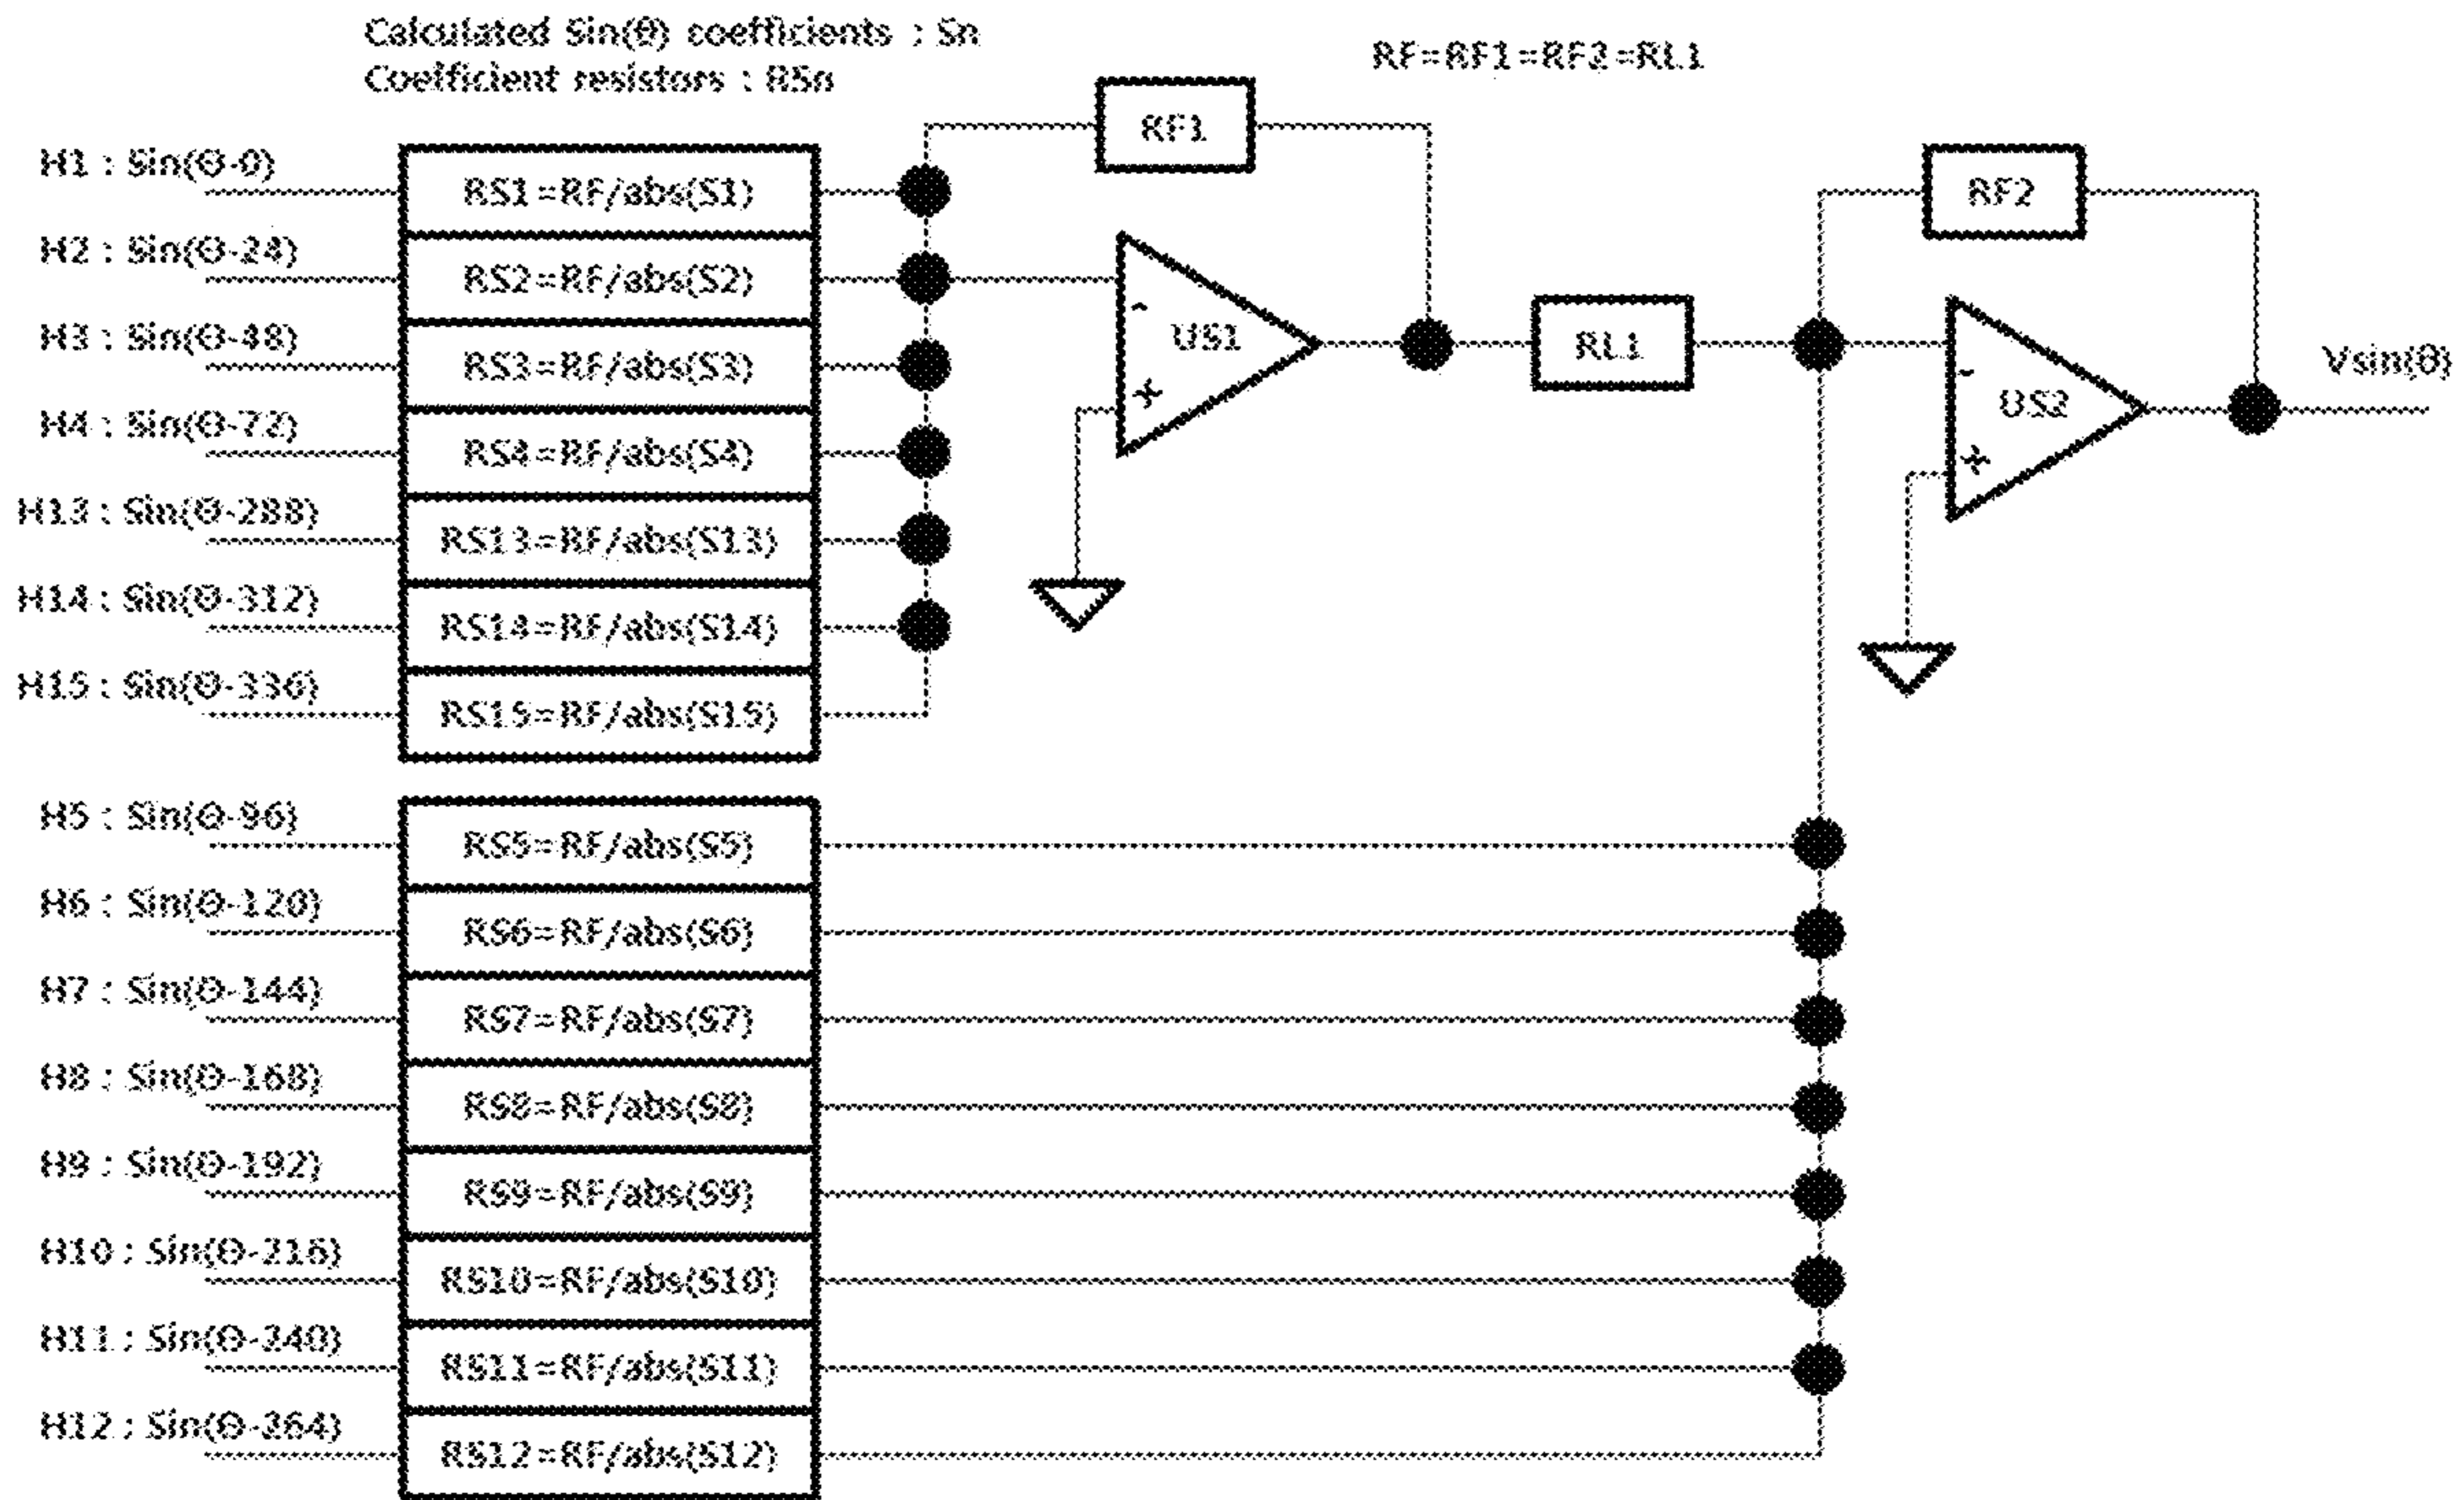 Calculated Sin(θ) coefficients : Sn
Coefficient resistors : RSn
RF=RF1=RF2=RL1
H1 : Sin(Θ-0)
RS1=RF/abs(S1)
H2 : Sin(Θ-24)
RS2=RF/abs(S2)
H3 : Sin(Θ-48)
RS3=RF/abs(S3)
H4 : Sin(Θ-72)
RS4=RF/abs(S4)
H13 : Sin(Θ-288)
RS13=RF/abs(S13)
H14 : Sin(Θ-312)
RS14=RF/abs(S14)
H15 : Sin(Θ-336)
RS15=RF/abs(S15)
RF1
-
US1
+
RL1
RF2
-
US2
+
Vsin(θ)
H5 : Sin(Θ-96)
RS5=RF/abs(S5)
H6 : Sin(Θ-120)
RS6=RF/abs(S6)
H7 : Sin(Θ-144)
RS7=RF/abs(S7)
H8 : Sin(Θ-168)
RS8=RF/abs(S8)
H9 : Sin(Θ-192)
RS9=RF/abs(S9)
H10 : Sin(Θ-216)
RS10=RF/abs(S10)
H11 : Sin(Θ-240)
RS11=RF/abs(S11)
H12 : Sin(Θ-264)
RS12=RF/abs(S12)